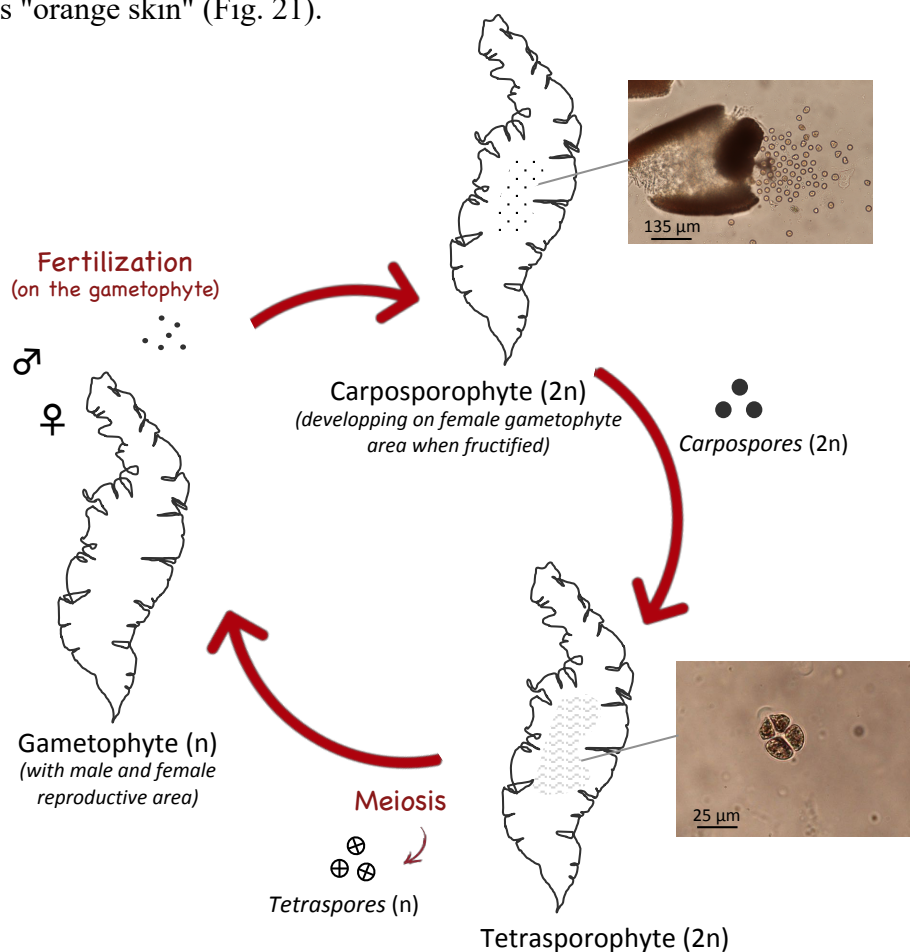 s "orange skin" (Fig. 21).
135 µm
Fertilization
(on the gametophyte)
♂
♀
Carposporophyte (2n)
(developping on female gametophyte
area when fructified)
Carpospores (2n)
Gametophyte (n)
(with male and female
reproductive area)
Meiosis
25 µm
Tetraspores (n)
Tetrasporophyte (2n)